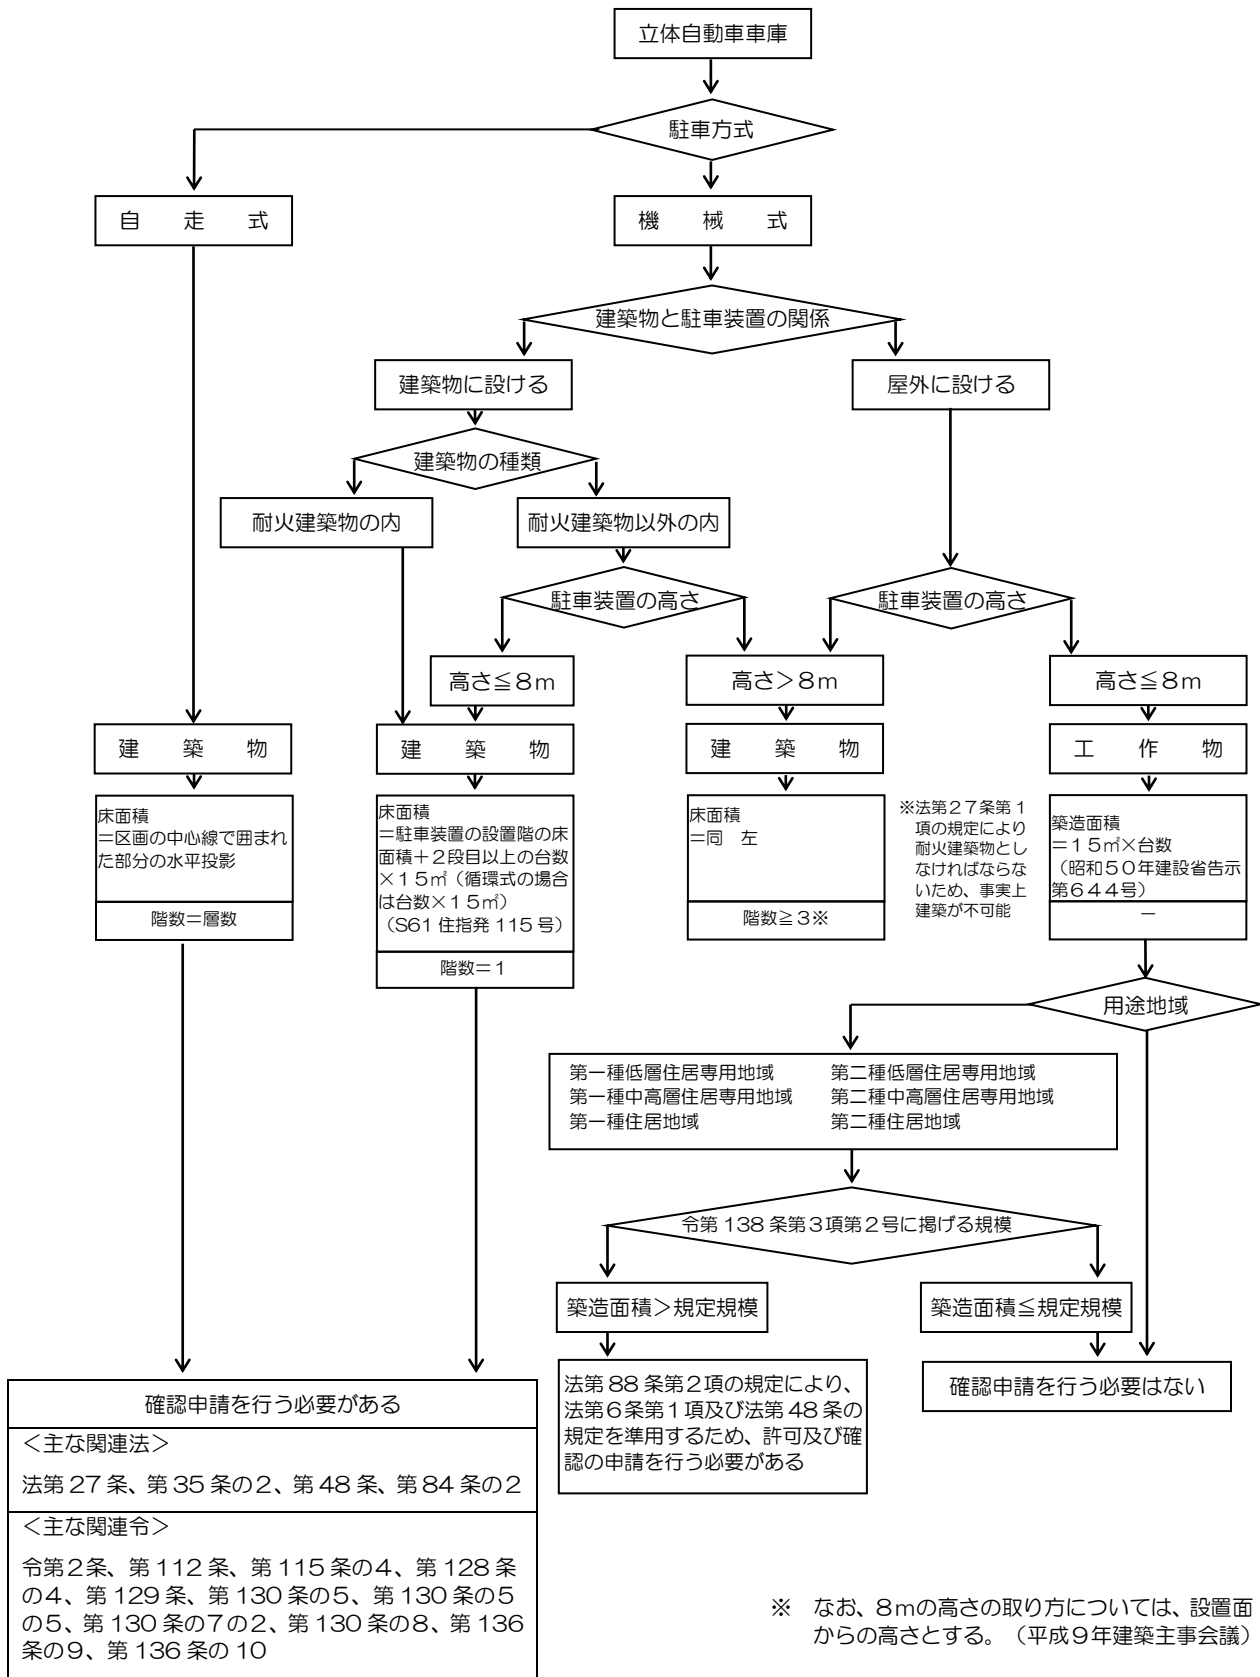 立体自動車車庫
駐車方式
自　走　式
機　械　式
建築物と駐車装置の関係
建築物に設ける
屋外に設ける
建築物の種類
耐火建築物の内
耐火建築物以外の内
駐車装置の高さ
駐車装置の高さ
高さ≦８ｍ
高さ＞８ｍ
高さ≦８ｍ
建　築　物
建　築　物
建　築　物
工　作　物
床面積
＝区画の中心線で囲まれ
た部分の水平投影
階数＝層数
床面積
＝駐車装置の設置階の床
面積＋２段目以上の台数
×１５㎡（循環式の場合
は台数×１５㎡）
（S61 住指発 115 号）
階数＝１
床面積
＝同　左
階数≧３※
※法第２７条第１
項の規定により
耐火建築物とし
なければならな
いため、事実上
建築が不可能
築造面積
＝１５㎡×台数
（昭和５０年建設省告示
第６４４号）
－
用途地域
第一種低層住居専用地域　　第二種低層住居専用地域
第一種中高層住居専用地域　　第二種中高層住居専用地域
第一種住居地域　　第二種住居地域
令第 138 条第３項第２号に掲げる規模
築造面積＞規定規模
築造面積≦規定規模
法第 88 条第２項の規定により、
法第６条第１項及び法第 48 条の
規定を準用するため、許可及び確
認の申請を行う必要がある
確認申請を行う必要はない
確認申請を行う必要がある
＜主な関連法＞
法第 27 条、第 35 条の２、第 48 条、第 84 条の２
＜主な関連令＞
令第２条、第 112 条、第 115 条の４、第 128 条
の４、第 129 条、第 130 条の５、第 130 条の５
の５、第 130 条の７の２、第 130 条の８、第 136
条の９、第 136 条の 10
※　なお、８ｍの高さの取り方については、設置面
からの高さとする。（平成９年建築主事会議）